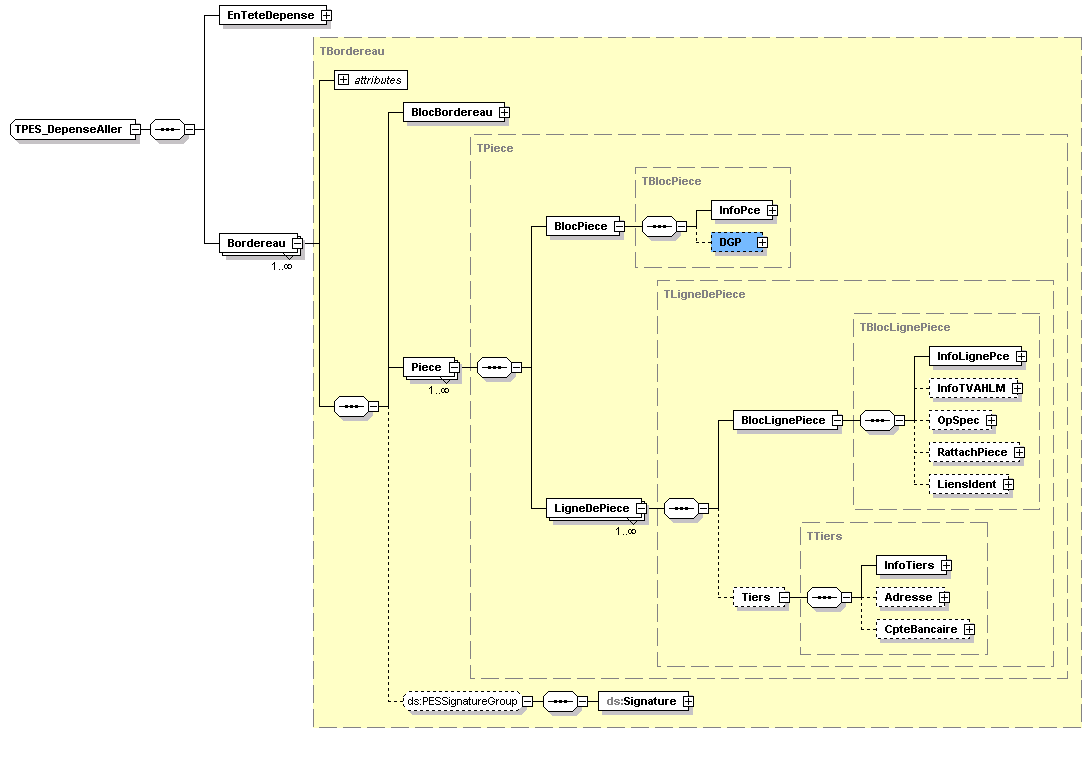 EnTeteDepense
TBordereau
attributes
BlocBordereau
TPES_DepenseAller
TPiece
TBlocPiece
InfoPce
BlocPiece
DGP
Bordereau
1..∞
TLigneDePiece
TBlocLignePiece
InfoLignePce
Piece
1..∞
InfoTVAHLM
OpSpec
BlocLignePiece
RattachPiece
LiensIdent
LigneDePiece
1..∞
TTiers
InfoTiers
Tiers
Adresse
CpteBancaire
ds:PESSignatureGroup
ds:Signature